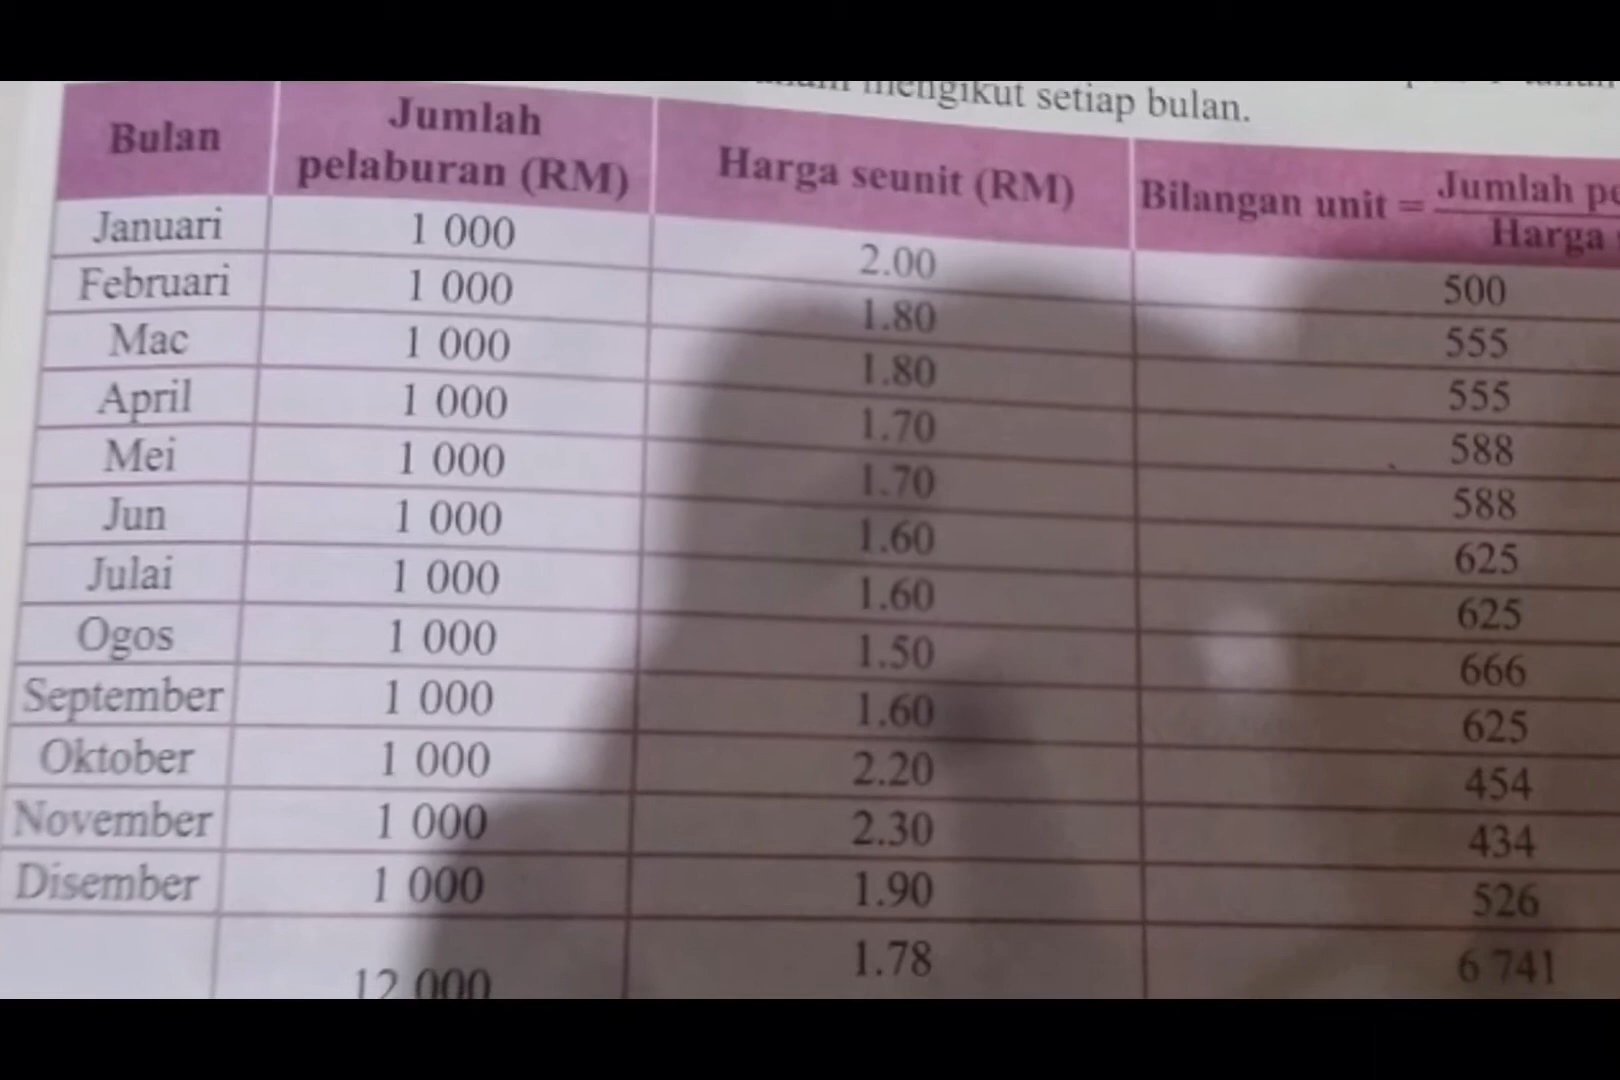 mengikut setiap bulan.
Bulan Jumlah pelaburan (RM) Harga seunit (RM) Bilangan unit = Jumlah / Harga
Januari 1 000 2.00 500
Februari 1 000 1.80 555
Mac 1 000 1.80 555
April 1 000 1.70 588
Mei 1 000 1.70 588
Jun 1 000 1.60 625
Julai 1 000 1.60 625
Ogos 1 000 1.50 666
September 1 000 1.60 625
Oktober 1 000 2.20 454
November 1 000 2.30 434
Disember 1 000 1.90 526
12 000 1.78 6 741